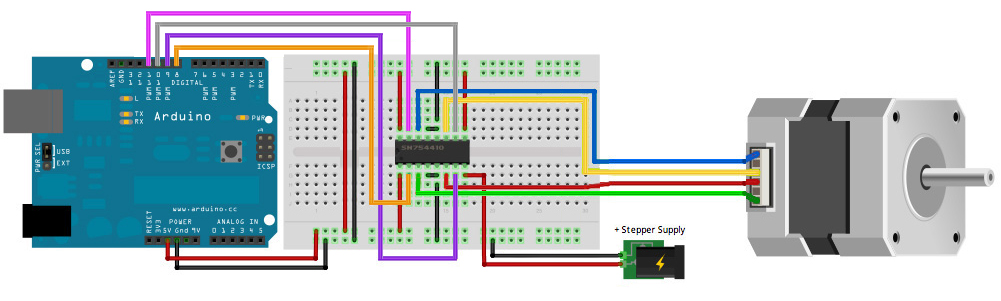 AREF
GND
13
12
11 PWM
10 PWM
9 PWM
8
7
6 PWM
5 PWM
4
3 PWM
2
TX 1
RX 0
DIGITAL
L
TX
RX
Arduino
PWR
ICSP
1
PWR SEL
USB
EXT
www.arduino.cc
POWER
ANALOG IN
RESET
3V3
5V
Gnd
9V
0 1 2 3 4 5
SN754410
+ Stepper Supply